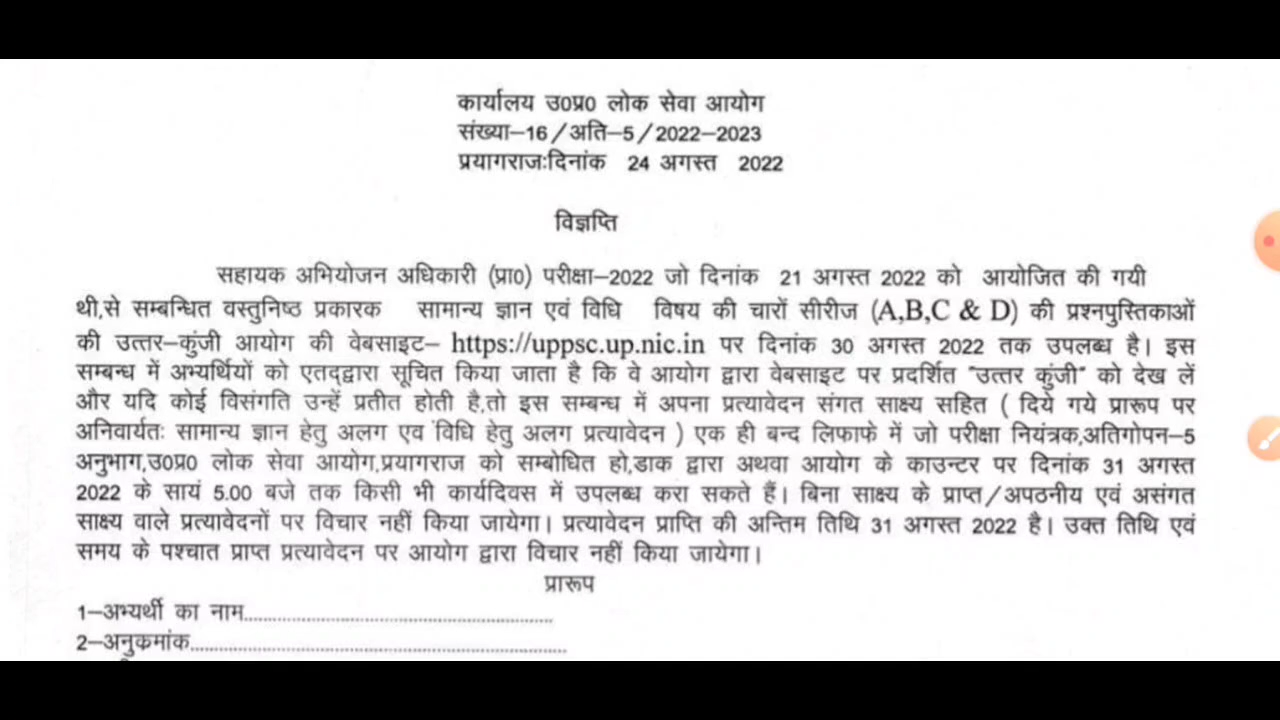 कार्यालय उ0प्र0 लोक सेवा आयोग
संख्या–16/अति–5/2022–2023
प्रयागराज:दिनांक 24 अगस्त 2022
विज्ञप्ति
सहायक अभियोजन अधिकारी (प्रा0) परीक्षा–2022 जो दिनांक 21 अगस्त 2022 को आयोजित की गयी
थी,से सम्बन्धित वस्तुनिष्ठ प्रकारक सामान्य ज्ञान एवं विधि विषय की चारों सीरीज (A,B,C & D) की प्रश्नपुस्तिकाओं
की उत्त्तर–कुंजी आयोग की वेबसाइट– https://uppsc.up.nic.in पर दिनांक 30 अगस्त 2022 तक उपलब्ध है। इस
सम्बन्ध में अभ्यर्थियों को एतद्द्वारा सूचित किया जाता है कि वे आयोग द्वारा वेबसाइट पर प्रदर्शित "उत्त्तर कुंजी" को देख लें
और यदि कोई विसंगति उन्हें प्रतीत होती है,तो इस सम्बन्ध में अपना प्रत्यावेदन संगत साक्ष्य सहित ( दिये गये प्रारूप पर
अनिवार्यतः सामान्य ज्ञान हेतु अलग एवं विधि हेतु अलग प्रत्यावेदन ) एक ही बन्द लिफाफे में जो परीक्षा नियंत्रक,अतिगोपन–5
अनुभाग,उ0प्र0 लोक सेवा आयोग,प्रयागराज को सम्बोधित हो,डाक द्वारा अथवा आयोग के काउन्टर पर दिनांक 31 अगस्त
2022 के सायं 5.00 बजे तक किसी भी कार्यदिवस में उपलब्ध करा सकते हैं। बिना साक्ष्य के प्राप्त/अपठनीय एवं असंगत
साक्ष्य वाले प्रत्यावेदनों पर विचार नहीं किया जायेगा। प्रत्यावेदन प्राप्ति की अन्तिम तिथि 31 अगस्त 2022 है। उक्त तिथि एवं
समय के पश्चात प्राप्त प्रत्यावेदन पर आयोग द्वारा विचार नहीं किया जायेगा।
प्रारूप
1–अभ्यर्थी का नाम............................................................
2–अनुकमांक.........................................................................